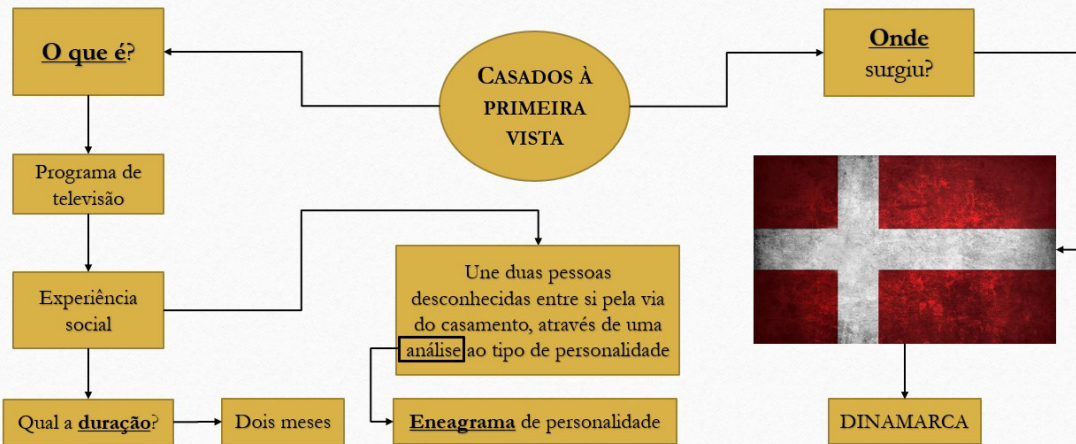 O que é?
CASADOS À
PRIMEIRA
VISTA
Onde
surgiu?
Programa de
televisão
Experiência
social
Une duas pessoas
desconhecidas entre si pela via
do casamento, através de uma
análise ao tipo de personalidade
Qual a duração?
Dois meses
Eneagrama de personalidade
DINAMARCA